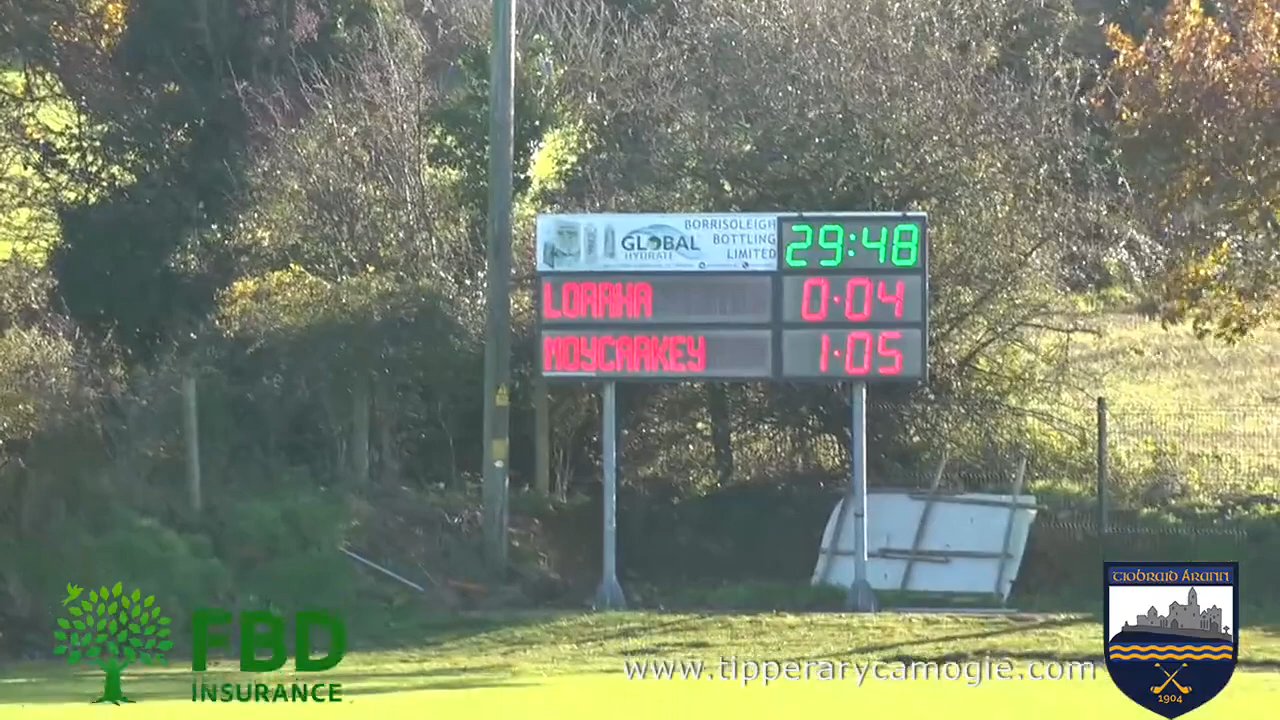 GLOBAL
HYDRATE
BORRISOLEIGH
BOTTLING
LIMITED
29:48
LORRHA 0·04
MOYCARKEY 1·05
FBD
INSURANCE
www.tipperarycamogie.com
TIOBRAID ÁRANN
1904